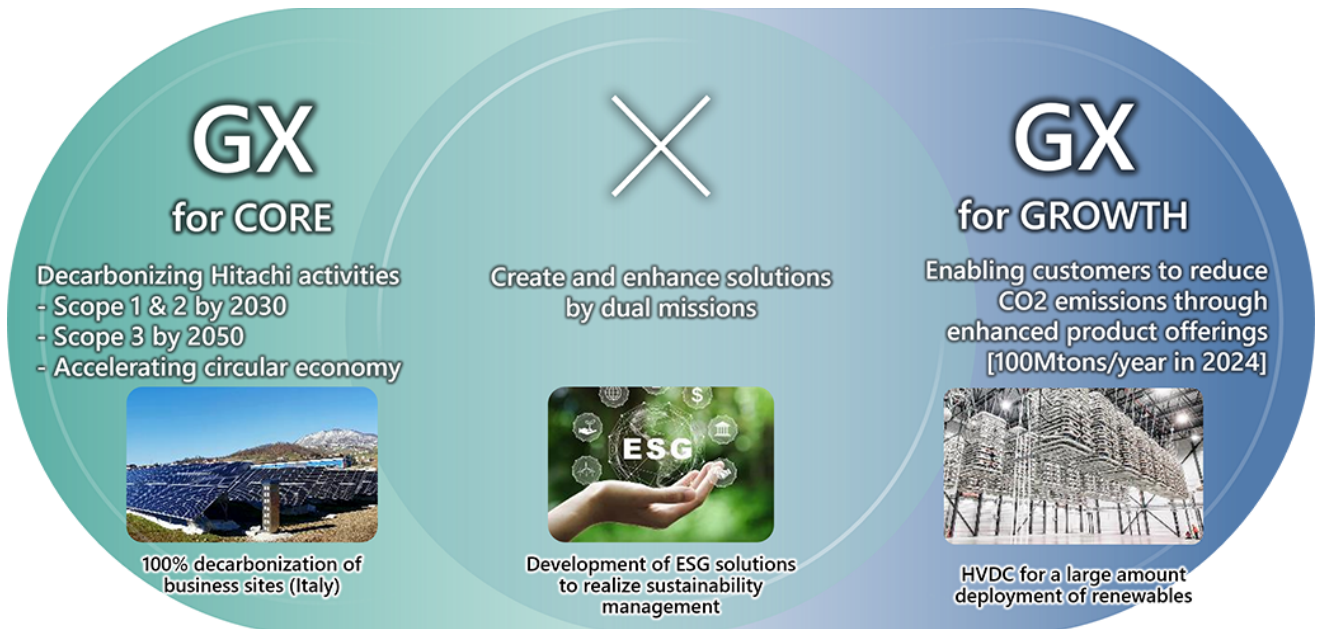 GX
for CORE
Decarbonizing Hitachi activities
- Scope 1 & 2 by 2030
- Scope 3 by 2050
- Accelerating circular economy
100% decarbonization of
business sites (Italy)
Create and enhance solutions
by dual missions
$
ESG
Development of ESG solutions
to realize sustainability
management
GX
for GROWTH
Enabling customers to reduce
CO2 emissions through
enhanced product offerings
[100Mtons/year in 2024]
HVDC for a large amount
deployment of renewables